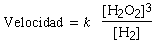 Velocidad = k [H₂O₂]³ / [H₂]